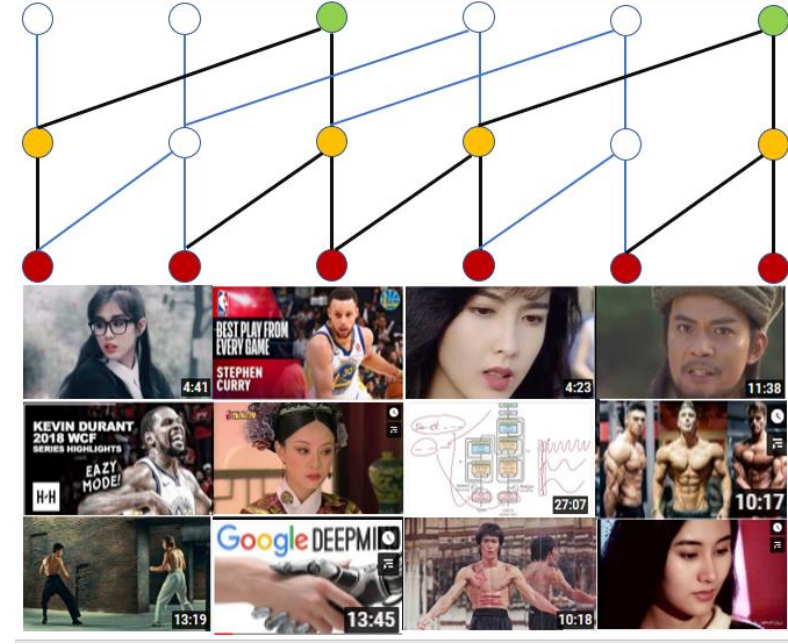 4:41
BEST PLAY FROM
EVERY GAME
STEPHEN
CURRY
4:23
11:38
KEVIN DURANT
2018 WCF
SERIES HIGHLIGHTS
EAZY
MODE!
H·H
27:07
10:17
13:19
Google DEEPMI
13:45
10:18